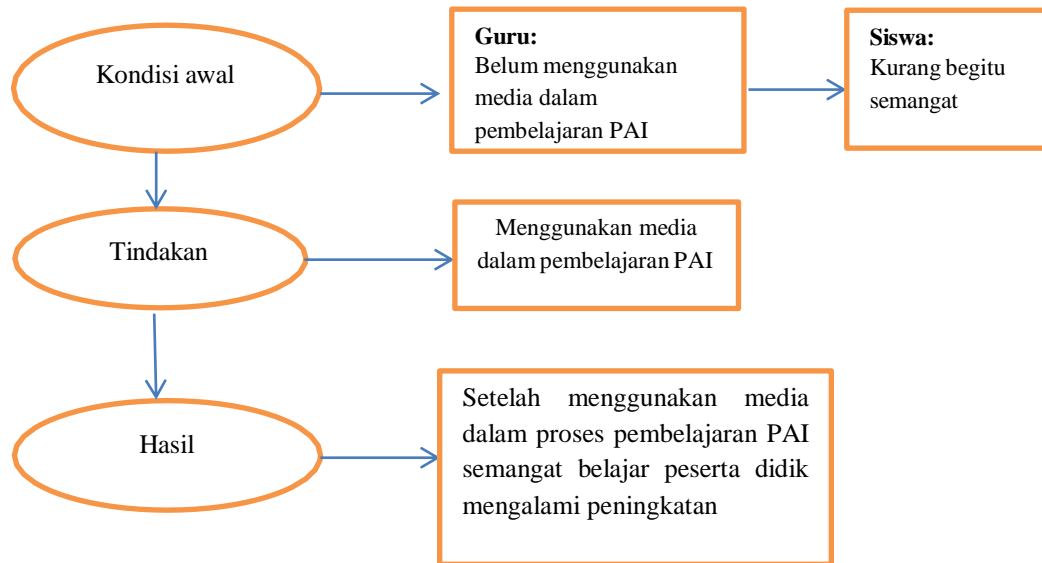 Kondisi awal
Guru:
Belum menggunakan
media dalam
pembelajaran PAI
Siswa:
Kurang begitu
semangat
Tindakan
Menggunakan media
dalam pembelajaran PAI
Hasil
Setelah menggunakan media
dalam proses pembelajaran PAI
semangat belajar peserta didik
mengalami peningkatan